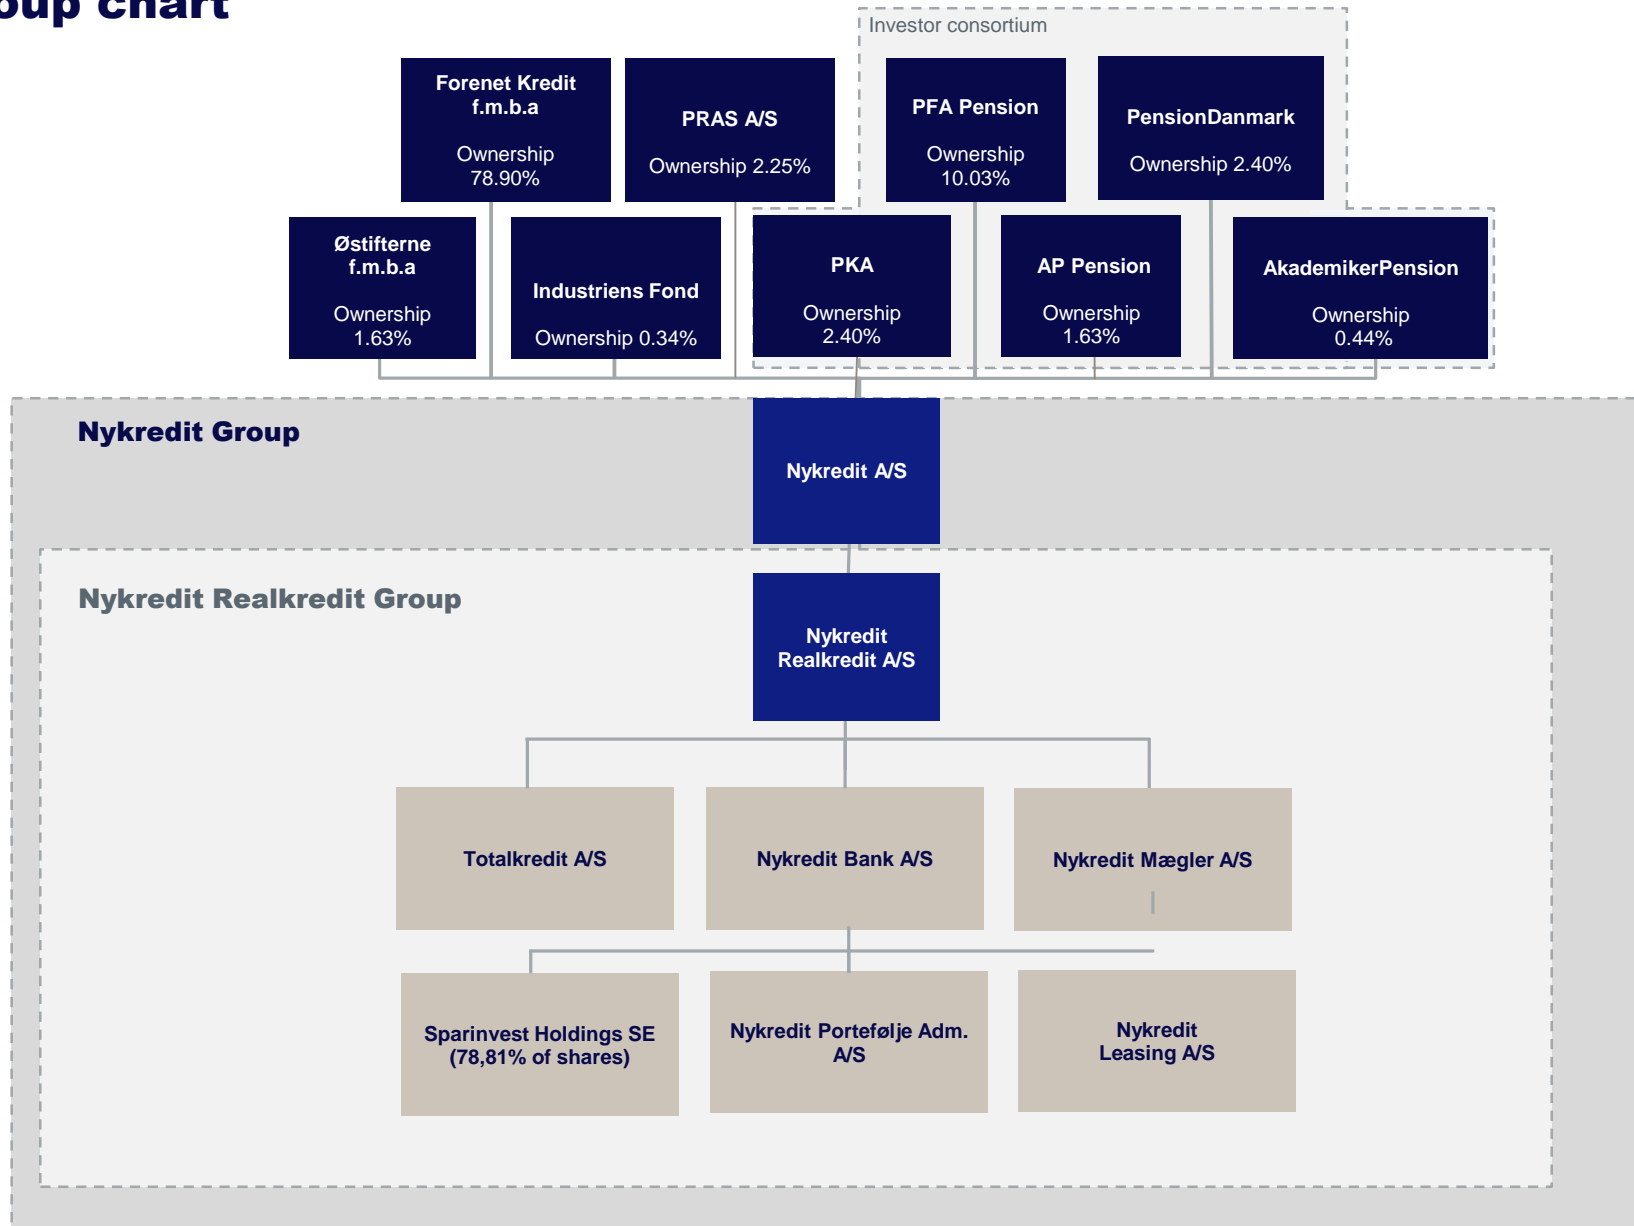 oup chart
Investor consortium
Forenet Kredit
f.m.b.a
Ownership
78.90%
PRAS A/S
Ownership 2.25%
PFA Pension
Ownership
10.03%
PensionDanmark
Ownership 2.40%
Østifterne
f.m.b.a
Ownership
1.63%
Industriens Fond
Ownership 0.34%
PKA
Ownership
2.40%
AP Pension
Ownership
1.63%
AkademikerPension
Ownership
0.44%
Nykredit Group
Nykredit A/S
Nykredit Realkredit Group
Nykredit
Realkredit A/S
Totalkredit A/S
Nykredit Bank A/S
Nykredit Mægler A/S
Sparinvest Holdings SE
(78,81% of shares)
Nykredit Portefølje Adm.
A/S
Nykredit
Leasing A/S